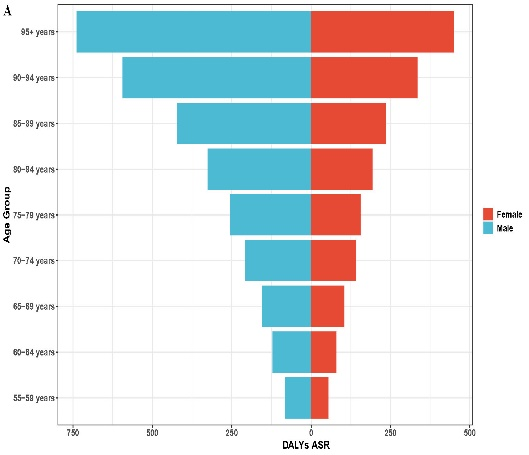 A
95+ years
90-94 years
85-89 years
80-84 years
75-79 years
70-74 years
65-69 years
60-64 years
55-59 years
Age Group
750 500 250 0 250 500
DALYs ASR
Female
Male